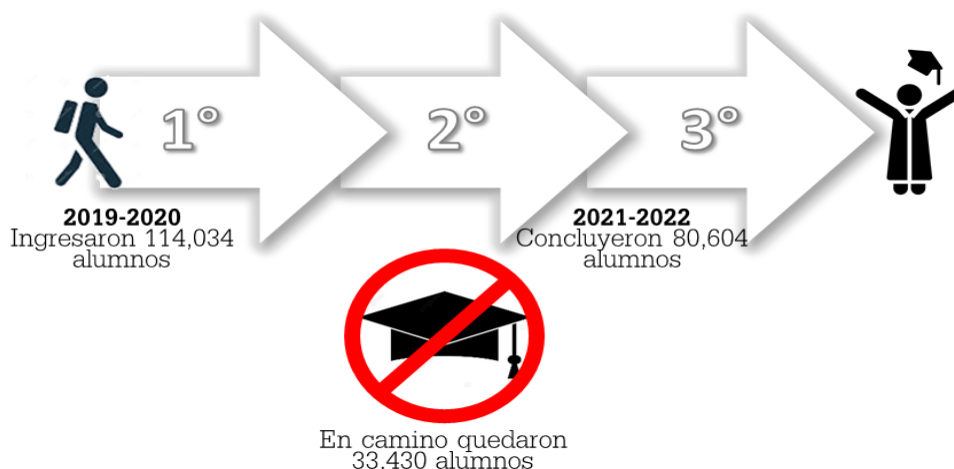 1°
2°
3°
2019-2020
Ingresaron 114,034
alumnos
2021-2022
Concluyeron 80,604
alumnos
En camino quedaron
33,430 alumnos